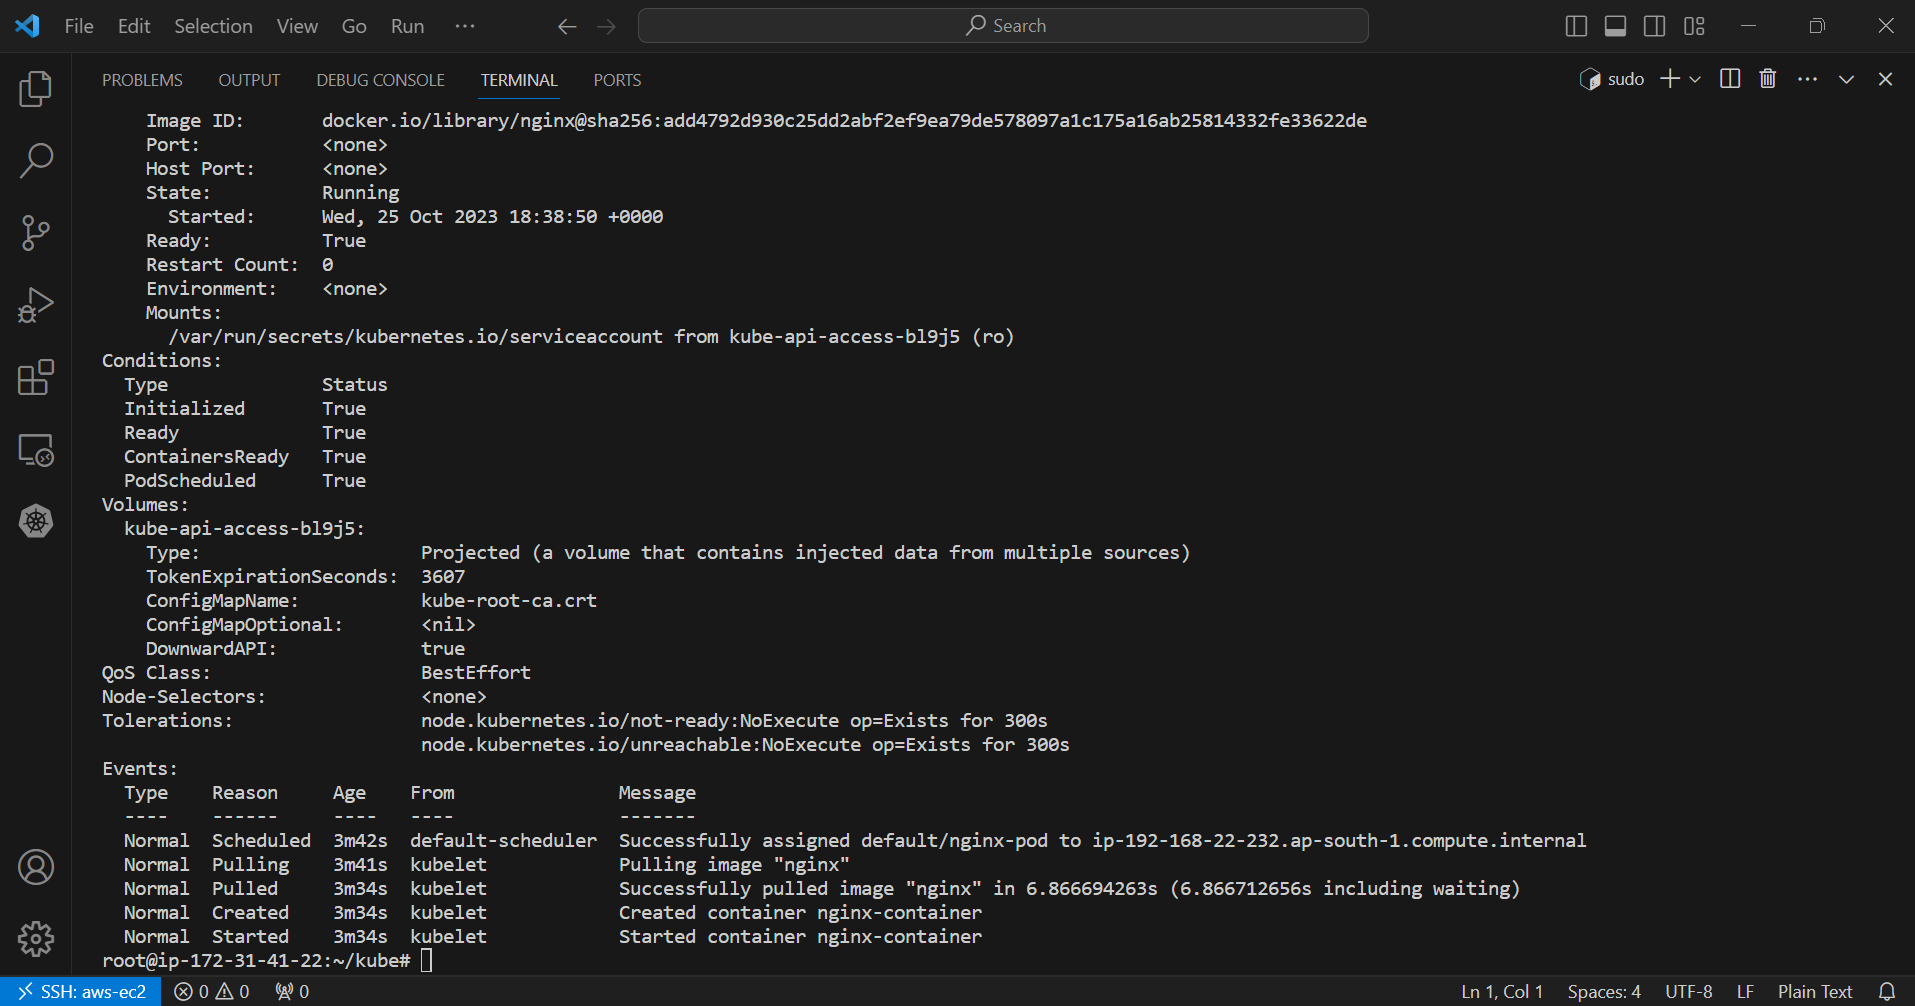 File Edit Selection View Go Run ··· Search
PROBLEMS OUTPUT DEBUG CONSOLE TERMINAL PORTS sudo
Image ID: docker.io/library/nginx@sha256:add4792d930c25dd2abf2ef9ea79de578097a1c175a16ab25814332fe33622de
Port: <none>
Host Port: <none>
State: Running
Started: Wed, 25 Oct 2023 18:38:50 +0000
Ready: True
Restart Count: 0
Environment: <none>
Mounts:
/var/run/secrets/kubernetes.io/serviceaccount from kube-api-access-bl9j5 (ro)
Conditions:
Type Status
Initialized True
Ready True
ContainersReady True
PodScheduled True
Volumes:
kube-api-access-bl9j5:
Type: Projected (a volume that contains injected data from multiple sources)
TokenExpirationSeconds: 3607
ConfigMapName: kube-root-ca.crt
ConfigMapOptional: <nil>
DownwardAPI: true
QoS Class: BestEffort
Node-Selectors: <none>
Tolerations: node.kubernetes.io/not-ready:NoExecute op=Exists for 300s
node.kubernetes.io/unreachable:NoExecute op=Exists for 300s
Events:
Type Reason Age From Message
---- ------ ---- ---- -------
Normal Scheduled 3m42s default-scheduler Successfully assigned default/nginx-pod to ip-192-168-22-232.ap-south-1.compute.internal
Normal Pulling 3m41s kubelet Pulling image "nginx"
Normal Pulled 3m34s kubelet Successfully pulled image "nginx" in 6.866694263s (6.866712656s including waiting)
Normal Created 3m34s kubelet Created container nginx-container
Normal Started 3m34s kubelet Started container nginx-container
root@ip-172-31-41-22:~/kube#
SSH: aws-ec2 0 0 0 Ln 1, Col 1 Spaces: 4 UTF-8 LF Plain Text